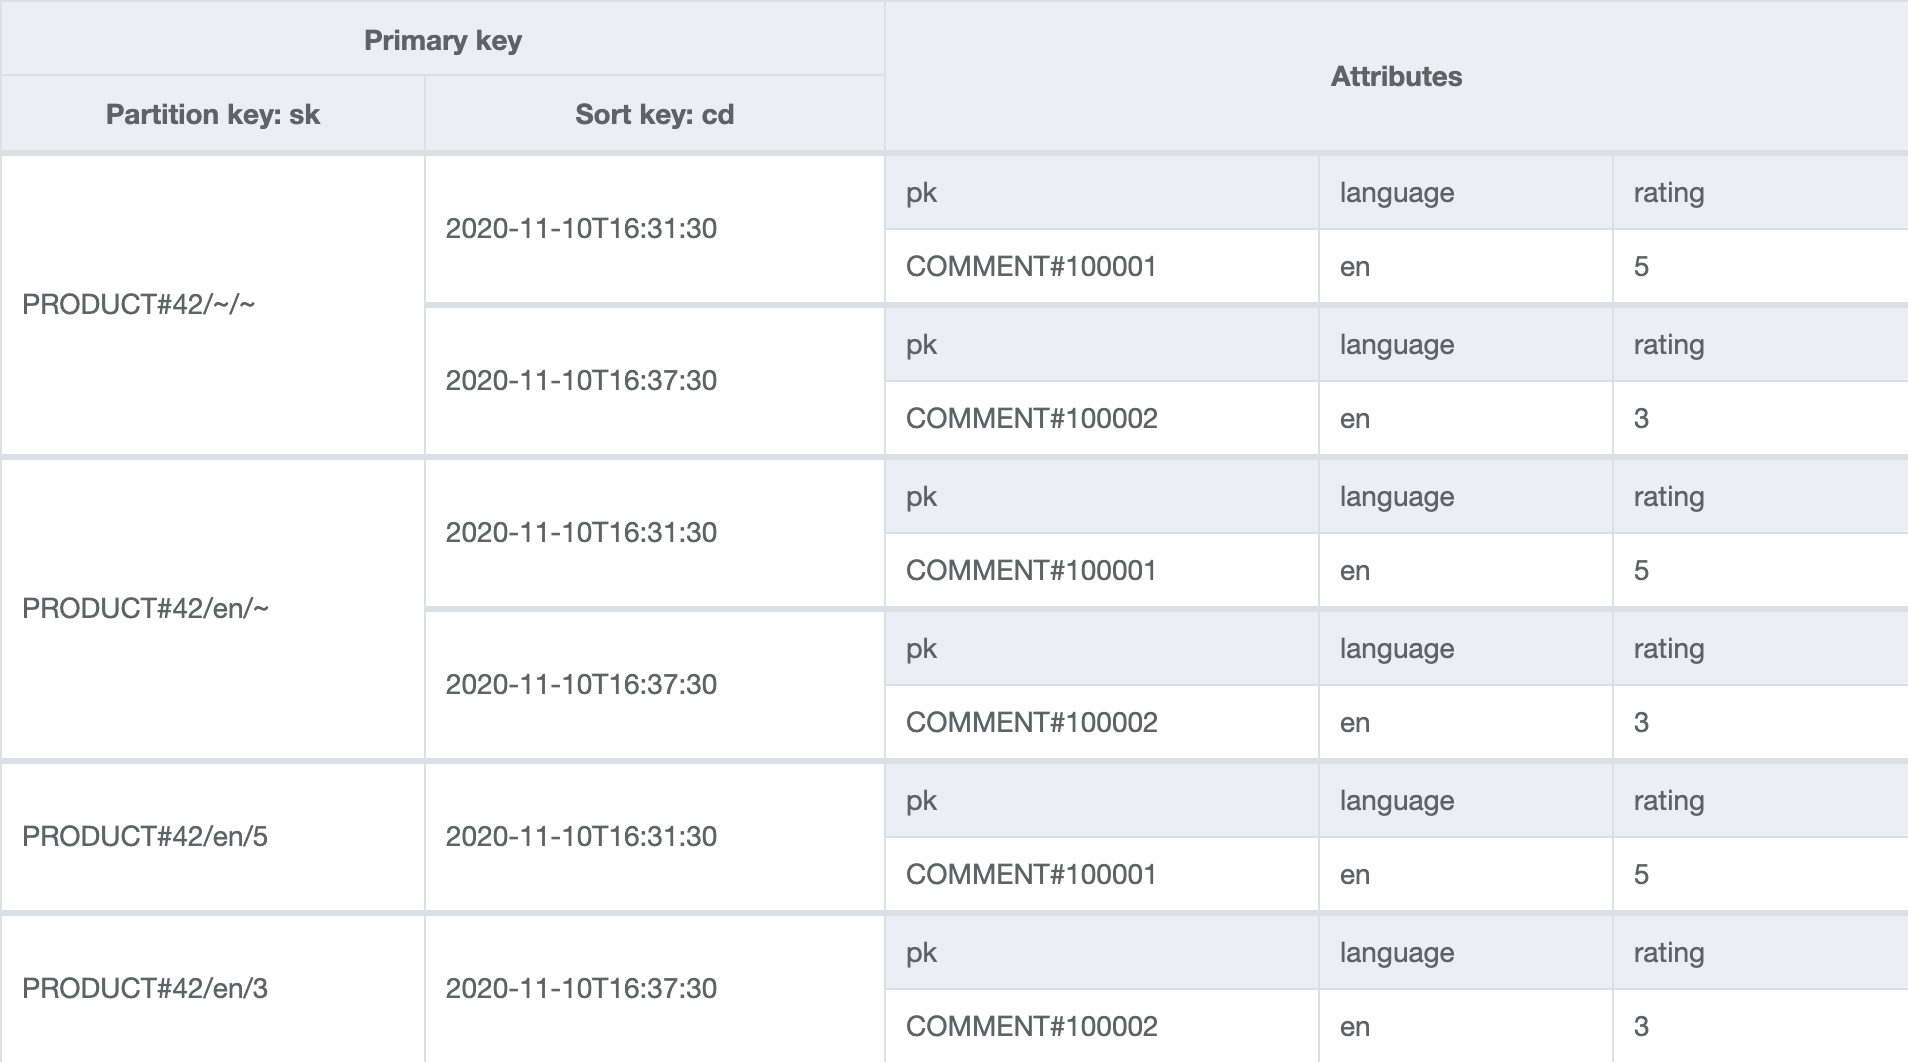 Primary key
Attributes
Partition key: sk
Sort key: cd
PRODUCT#42/~/~
2020-11-10T16:31:30
pk language rating
COMMENT#100001 en 5
2020-11-10T16:37:30
pk language rating
COMMENT#100002 en 3
PRODUCT#42/en/~
2020-11-10T16:31:30
pk language rating
COMMENT#100001 en 5
2020-11-10T16:37:30
pk language rating
COMMENT#100002 en 3
PRODUCT#42/en/5
2020-11-10T16:31:30
pk language rating
COMMENT#100001 en 5
PRODUCT#42/en/3
2020-11-10T16:37:30
pk language rating
COMMENT#100002 en 3